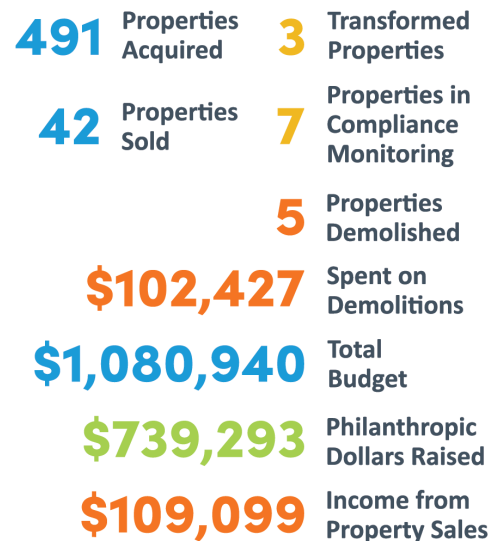 491 Properties
Acquired
3 Transformed
Properties
42 Properties
Sold
7 Properties in
Compliance
Monitoring
5 Properties
Demolished
$102,427 Spent on
Demolitions
$1,080,940 Total
Budget
$739,293 Philanthropic
Dollars Raised
$109,099 Income from
Property Sales